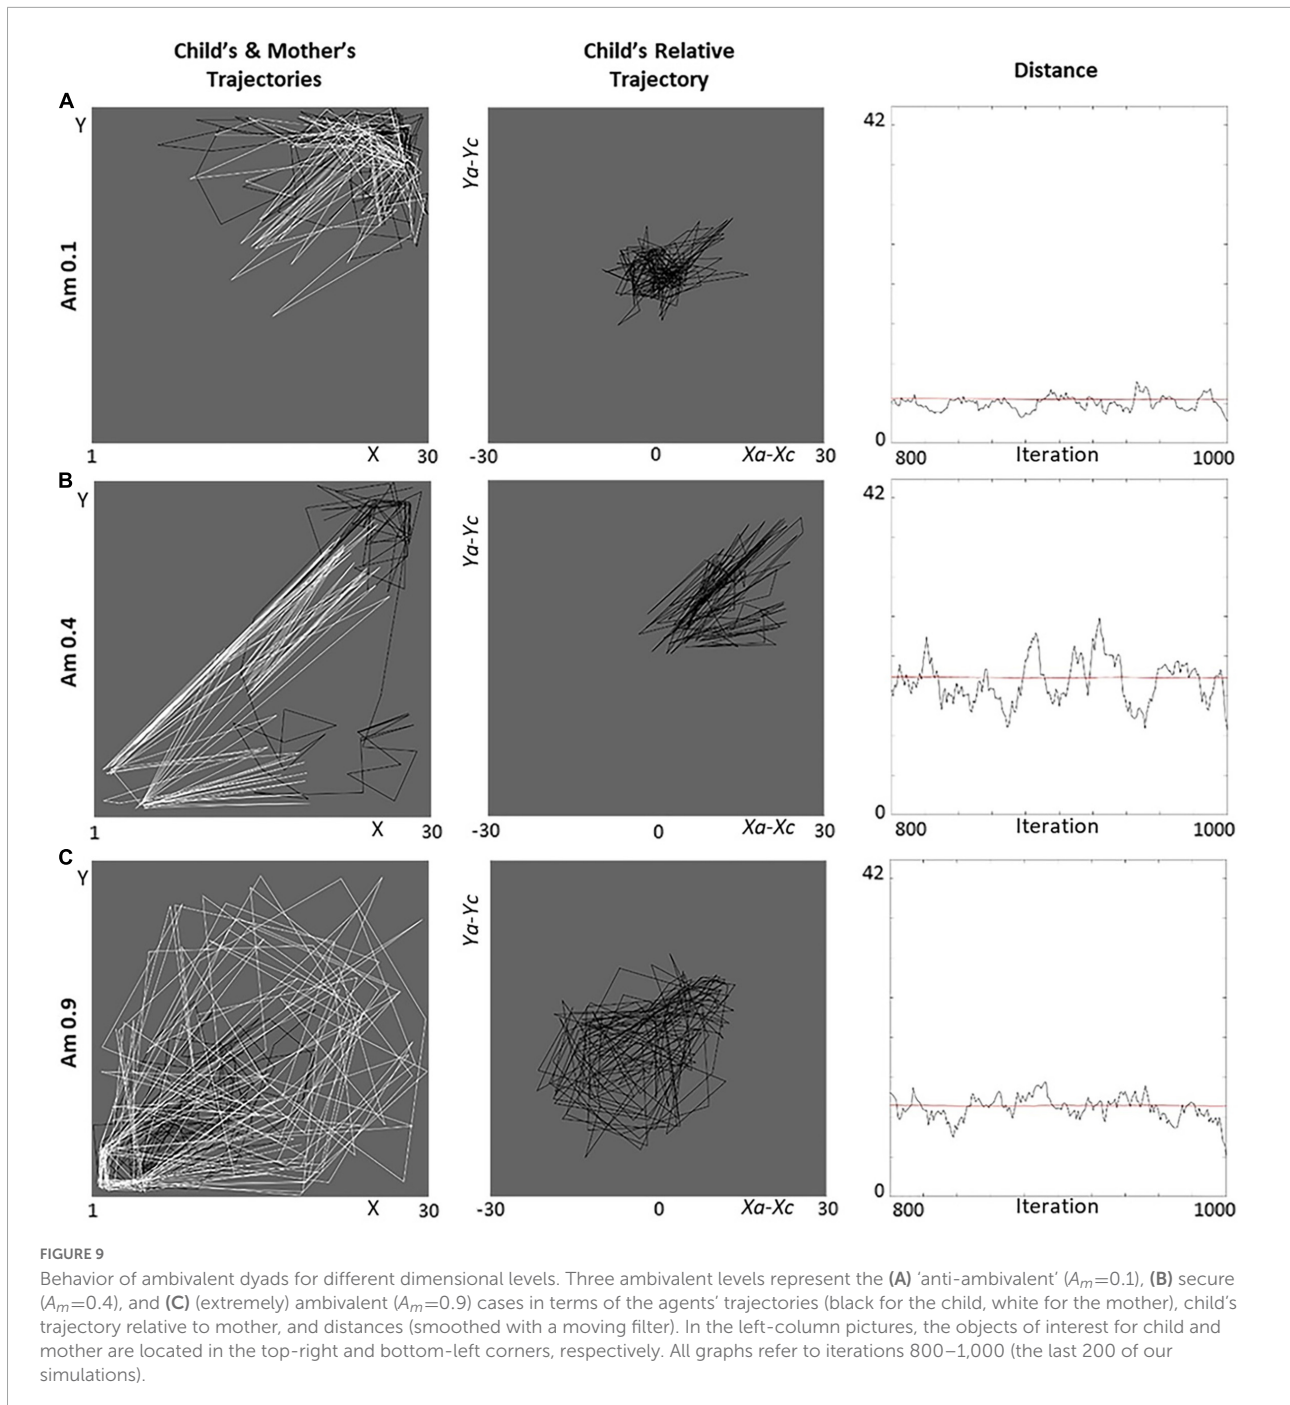 Child's & Mother's
Trajectories
Child's Relative
Trajectory
Distance
A
Y
Am 0.1
1
X
30
Ya-Yc
-30
0
Xa-Xc
30
42
0
800
Iteration
1000
B
Y
Am 0.4
1
X
30
Ya-Yc
-30
0
Xa-Xc
30
42
0
800
Iteration
1000
C
Y
Am 0.9
1
X
30
Ya-Yc
-30
0
Xa-Xc
30
42
0
800
Iteration
1000
FIGURE 9
Behavior of ambivalent dyads for different dimensional levels. Three ambivalent levels represent the (A) 'anti-ambivalent' (Am=0.1), (B) secure
(Am=0.4), and (C) (extremely) ambivalent (Am=0.9) cases in terms of the agents' trajectories (black for the child, white for the mother), child's
trajectory relative to mother, and distances (smoothed with a moving filter). In the left-column pictures, the objects of interest for child and
mother are located in the top-right and bottom-left corners, respectively. All graphs refer to iterations 800–1,000 (the last 200 of our
simulations).